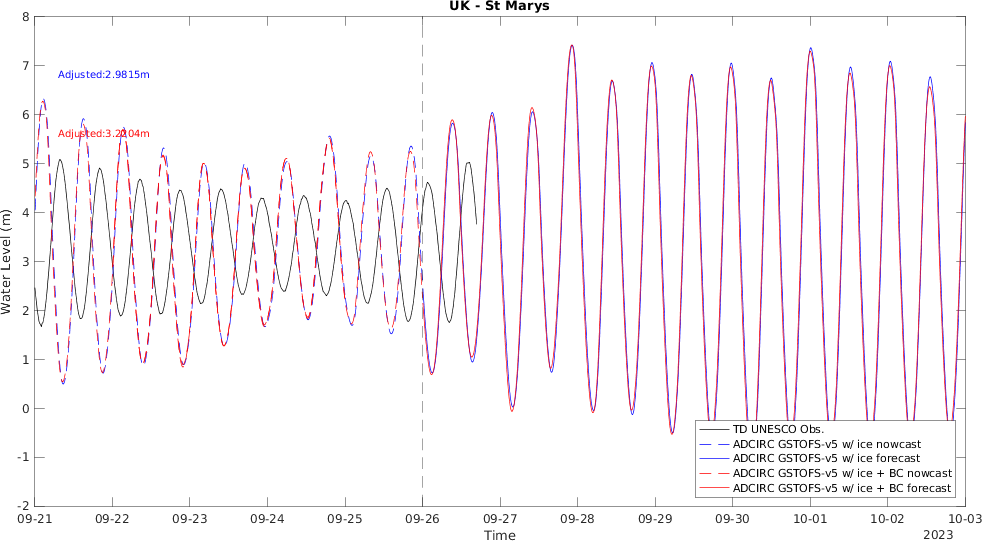 UK - St Marys
8
7
6
5
4
3
2
1
0
-1
-2
Water Level (m)
Adjusted:2.9815m
Adjusted:3.2204m
TD UNESCO Obs.
ADCIRC GSTOFS-v5 w/ ice nowcast
ADCIRC GSTOFS-v5 w/ ice forecast
ADCIRC GSTOFS-v5 w/ ice + BC nowcast
ADCIRC GSTOFS-v5 w/ ice + BC forecast
09-21 09-22 09-23 09-24 09-25 09-26 09-27 09-28 09-29 09-30 10-01 10-02 10-03
Time
2023